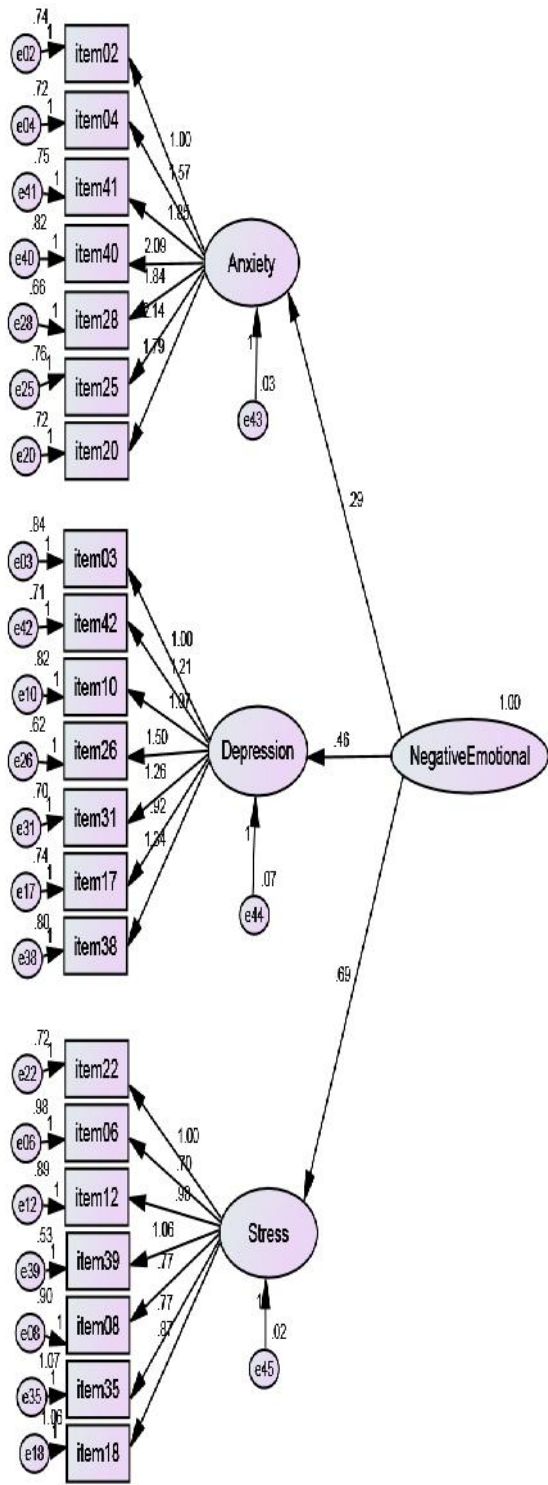 .74
1
e02
item02
.72
1
e04
item04
.75
1
e41
item41
.82
1
e40
item40
.66
1
e28
item28
.76
1
e25
item25
.72
1
e20
item20
1.00
1.57
1.85
2.09
1.84
2.14
1.79
Anxiety
1
.03
e43
.29
.84
1
e03
item03
.71
1
e42
item42
.82
1
e10
item10
.62
1
e26
item26
.70
1
e31
item31
.74
1
e17
item17
.80
1
e38
item38
1.00
1.21
1.07
1.50
1.26
.92
1.34
Depression
.46
1.00
NegativeEmotional
1
.07
e44
.69
.72
1
e22
item22
.98
1
e06
item06
.89
1
e12
item12
.53
1
e39
item39
.90
1
e08
item08
1.07
1
e35
item35
1.06
1
e18
item18
1.00
.70
.98
1.06
.77
.77
.87
Stress
1
.02
e45